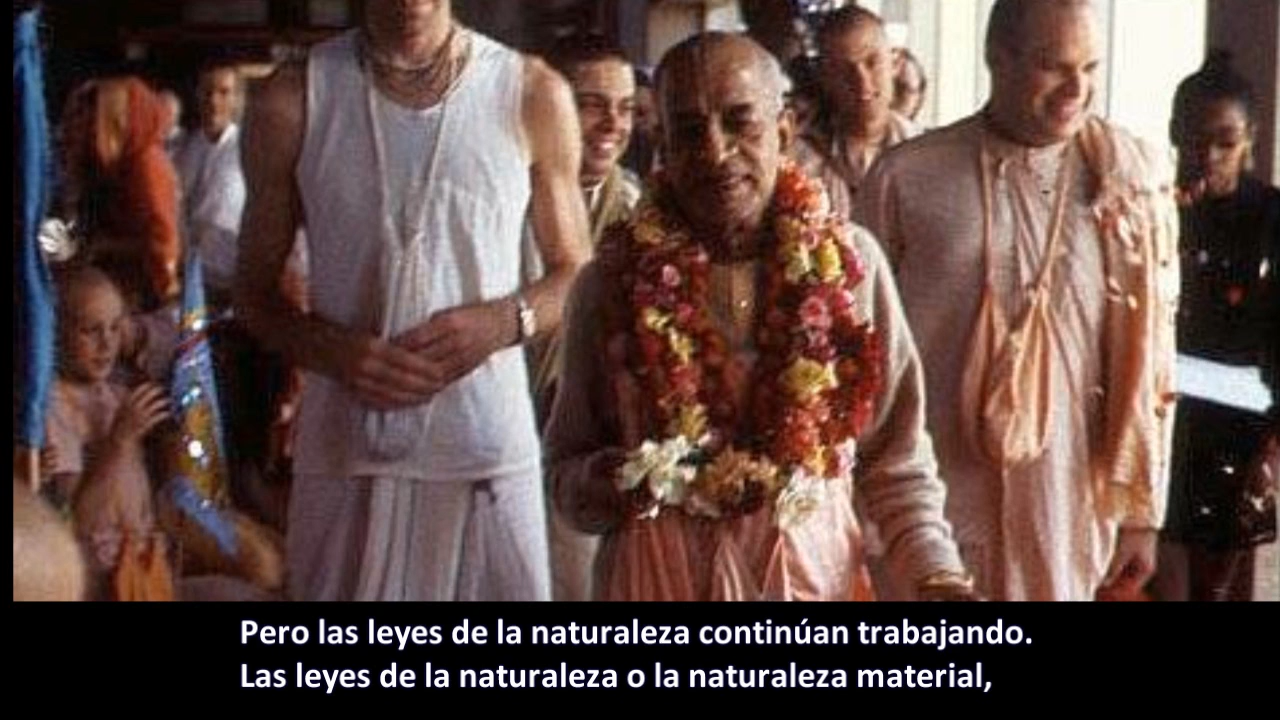 Pero las leyes de la naturaleza continúan trabajando.
Las leyes de la naturaleza o la naturaleza material,